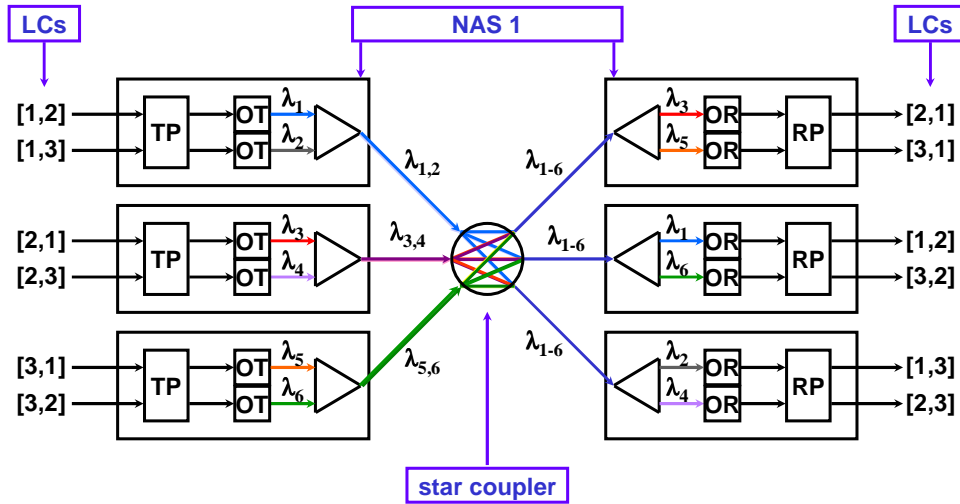 LCs
NAS 1
LCs
[1,2]
[1,3]
TP
OT
OT
λ1
λ2
λ1,2
λ1-6
λ3
λ5
OR
OR
RP
[2,1]
[3,1]
[2,1]
[2,3]
TP
OT
OT
λ3
λ4
λ3,4
λ1-6
λ1
λ6
OR
OR
RP
[1,2]
[3,2]
[3,1]
[3,2]
TP
OT
OT
λ5
λ6
λ5,6
λ1-6
λ2
λ4
OR
OR
RP
[1,3]
[2,3]
star coupler